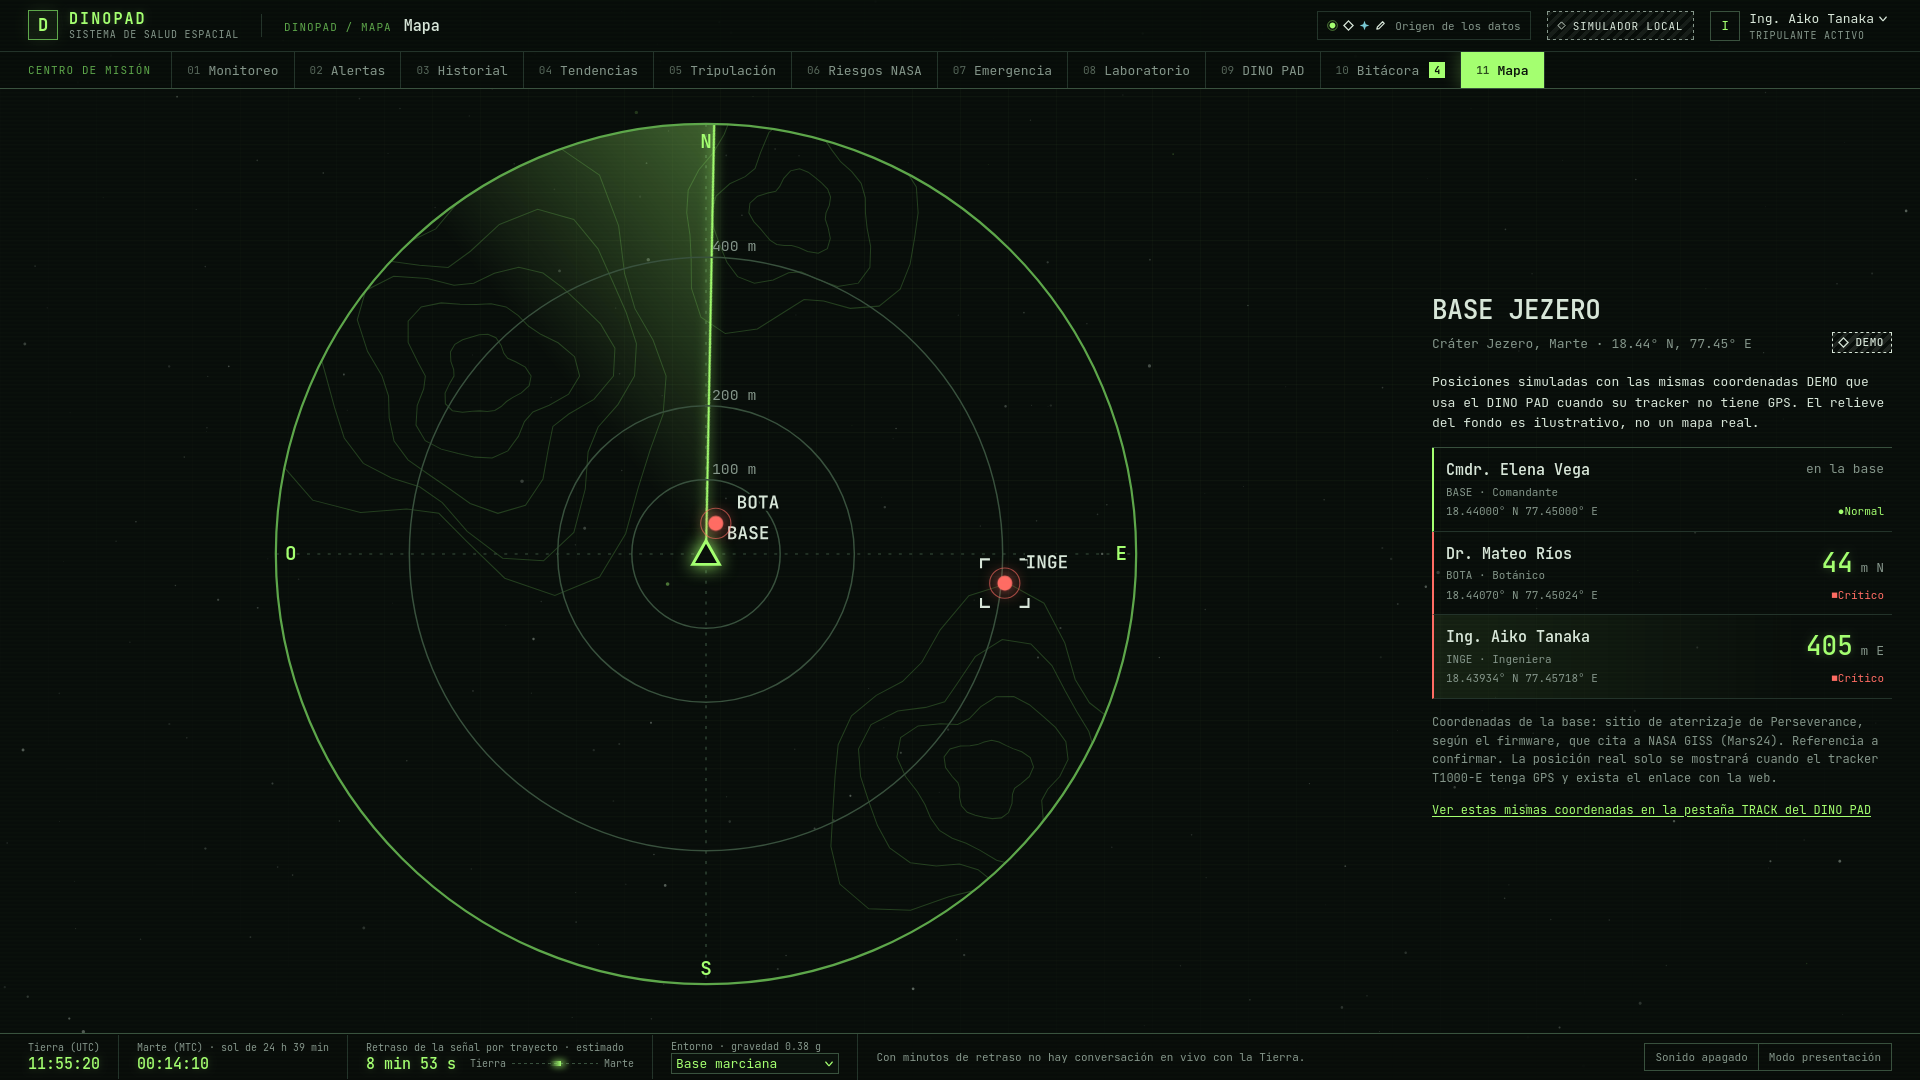 D
DINOPAD
SISTEMA DE SALUD ESPACIAL
DINOPAD / MAPA Mapa
Origen de los datos
SIMULADOR LOCAL
I
Ing. Aiko Tanaka
TRIPULANTE ACTIVO
CENTRO DE MISIÓN
01 Monitoreo
02 Alertas
03 Historial
04 Tendencias
05 Tripulación
06 Riesgos NASA
07 Emergencia
08 Laboratorio
09 DINO PAD
10 Bitácora 4
11 Mapa
N
400 m
200 m
100 m
BOTA
BASE
O
E
INGE
S
BASE JEZERO
Cráter Jezero, Marte · 18.44° N, 77.45° E
DEMO
Posiciones simuladas con las mismas coordenadas DEMO que
usa el DINO PAD cuando su tracker no tiene GPS. El relieve
del fondo es ilustrativo, no un mapa real.
Cmdr. Elena Vega
en la base
BASE · Comandante
18.44000° N 77.45000° E
Normal
Dr. Mateo Ríos
44 m N
BOTA · Botánico
18.44070° N 77.45024° E
Crítico
Ing. Aiko Tanaka
405 m E
INGE · Ingeniera
18.43934° N 77.45718° E
Crítico
Coordenadas de la base: sitio de aterrizaje de Perseverance,
según el firmware, que cita a NASA GISS (Mars24). Referencia a
confirmar. La posición real solo se mostrará cuando el tracker
T1000-E tenga GPS y exista el enlace con la web.
Ver estas mismas coordenadas en la pestaña TRACK del DINO PAD
Tierra (UTC)
11:55:20
Marte (MTC) · sol de 24 h 39 min
00:14:10
Retraso de la señal por trayecto · estimado
8 min 53 s
Tierra
Marte
Entorno · gravedad 0.38 g
Base marciana
Con minutos de retraso no hay conversación en vivo con la Tierra.
Sonido apagado
Modo presentación